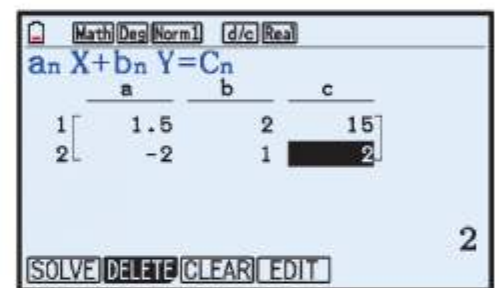 Math Deg Norm1 d/c Real
an X+bn Y=Cn
a b c
1 1.5 2 15
2 -2 1 2
2
SOLVE DELETE CLEAR EDIT